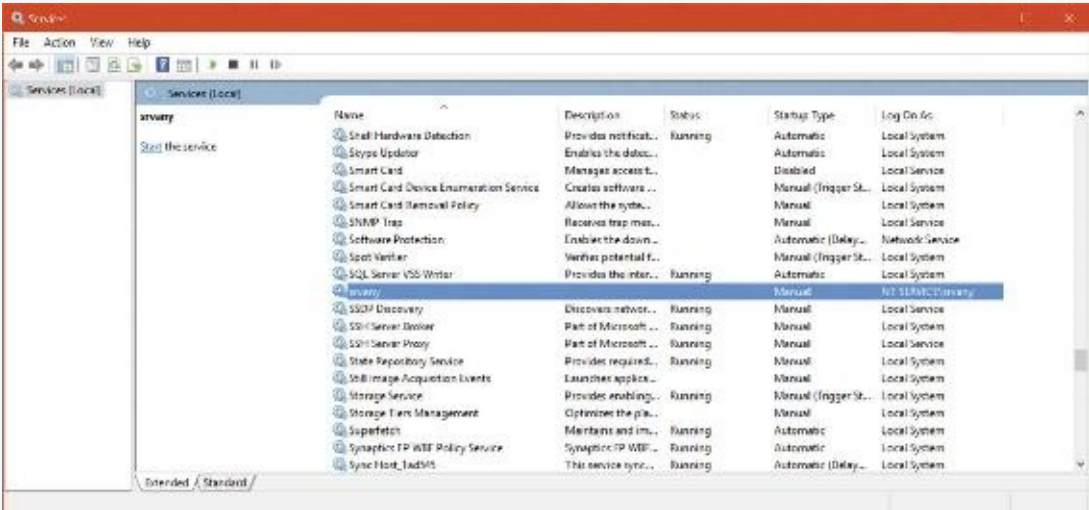 Services
File Action View Help
Services (Local)
Services (Local)
srvany
Start the service
Name Description Status Startup Type Log On As
Shell Hardware Detection Provides notificat... Running Automatic Local System
Skype Updater Enables the detec... Automatic Local System
Smart Card Manages access t... Disabled Local Service
Smart Card Device Enumeration Service Creates software ... Manual (Trigger St... Local System
Smart Card Removal Policy Allows the syste... Manual Local System
SNMP Trap Receives trap mes... Manual Local Service
Software Protection Enables the down... Automatic (Delay... Network Service
Spot Verifier Verifies potential f... Manual (Trigger St... Local System
SQL Server VSS Writer Provides the inter... Running Automatic Local System
srvany Manual NT SERVICE\srvany
SSDP Discovery Discovers networ... Running Manual Local Service
SSH Server Broker Part of Microsoft ... Running Manual Local System
SSH Server Proxy Part of Microsoft ... Running Manual Local Service
State Repository Service Provides required... Running Manual Local System
Still Image Acquisition Events Launches applica... Manual Local System
Storage Service Provides enabling... Running Manual (Trigger St... Local System
Storage Tiers Management Optimizes the pla... Manual Local System
Superfetch Maintains and im... Running Automatic Local System
Synaptics FP WBF Policy Service Synaptics FP WBF... Running Automatic Local System
Sync Host_1ad545 This service sync... Running Automatic (Delay... Local System
Extended Standard